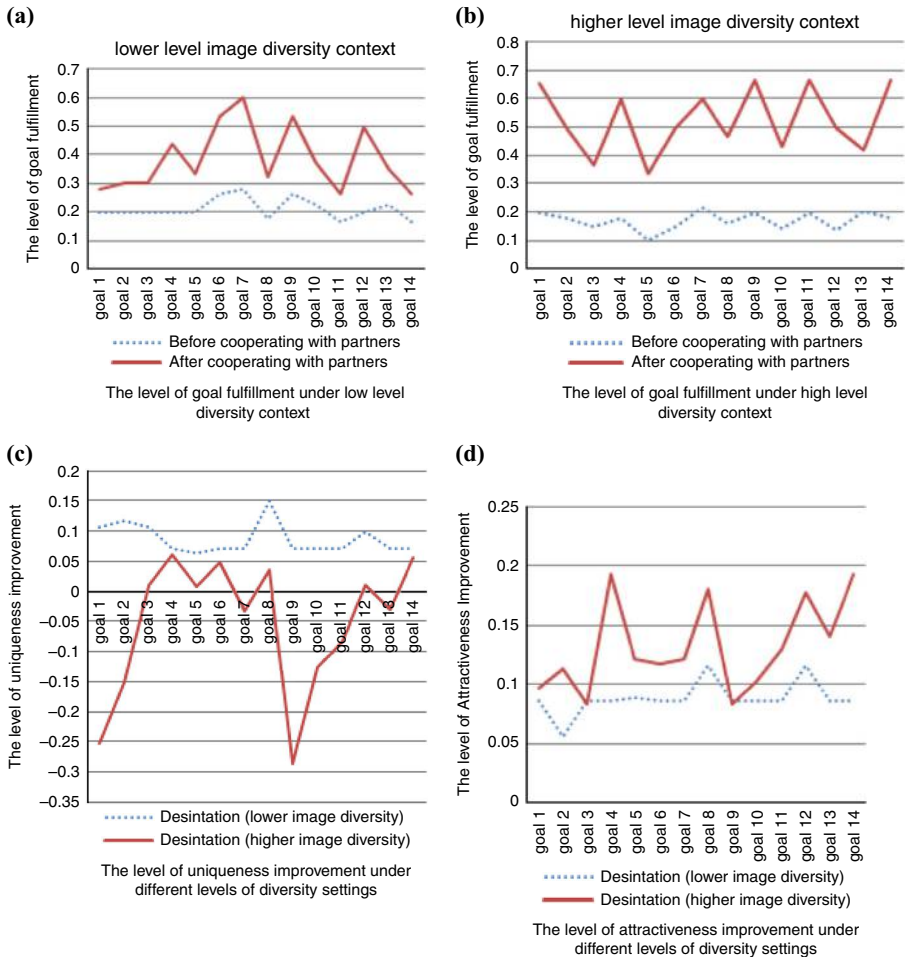 (a)
lower level image diversity context
The level of goal fulfillment
0.7
0.6
0.5
0.4
0.3
0.2
0.1
0
goal 1
goal 2
goal 3
goal 4
goal 5
goal 6
goal 7
goal 8
goal 9
goal 10
goal 11
goal 12
goal 13
goal 14
Before cooperating with partners
After cooperating with partners
The level of goal fulfillment under low level
diversity context
(b)
higher level image diversity context
The level of goal fulfillment
0.8
0.7
0.6
0.5
0.4
0.3
0.2
0.1
0
goal 1
goal 2
goal 3
goal 4
goal 5
goal 6
goal 7
goal 8
goal 9
goal 10
goal 11
goal 12
goal 13
goal 14
Before cooperating with partners
After cooperating with partners
The level of goal fulfillment under high level
diversity context
(c)
The level of uniqueness improvement
0.2
0.15
0.1
0.05
0
−0.05
−0.1
−0.15
−0.2
−0.25
−0.3
−0.35
goal 1
goal 2
goal 3
goal 4
goal 5
goal 6
goal 7
goal 8
goal 9
goal 10
goal 11
goal 12
goal 13
goal 14
Desintation (lower image diversity)
Desintation (higher image diversity)
The level of uniqueness improvement under
different levels of diversity settings
(d)
The level of Attractiveness Improvement
0.25
0.2
0.15
0.1
0.05
0
goal 1
goal 2
goal 3
goal 4
goal 5
goal 6
goal 7
goal 8
goal 9
goal 10
goal 11
goal 12
goal 13
goal 14
Desintation (lower image diversity)
Desintation (higher image diversity)
The level of attractiveness improvement under
different levels of diversity settings